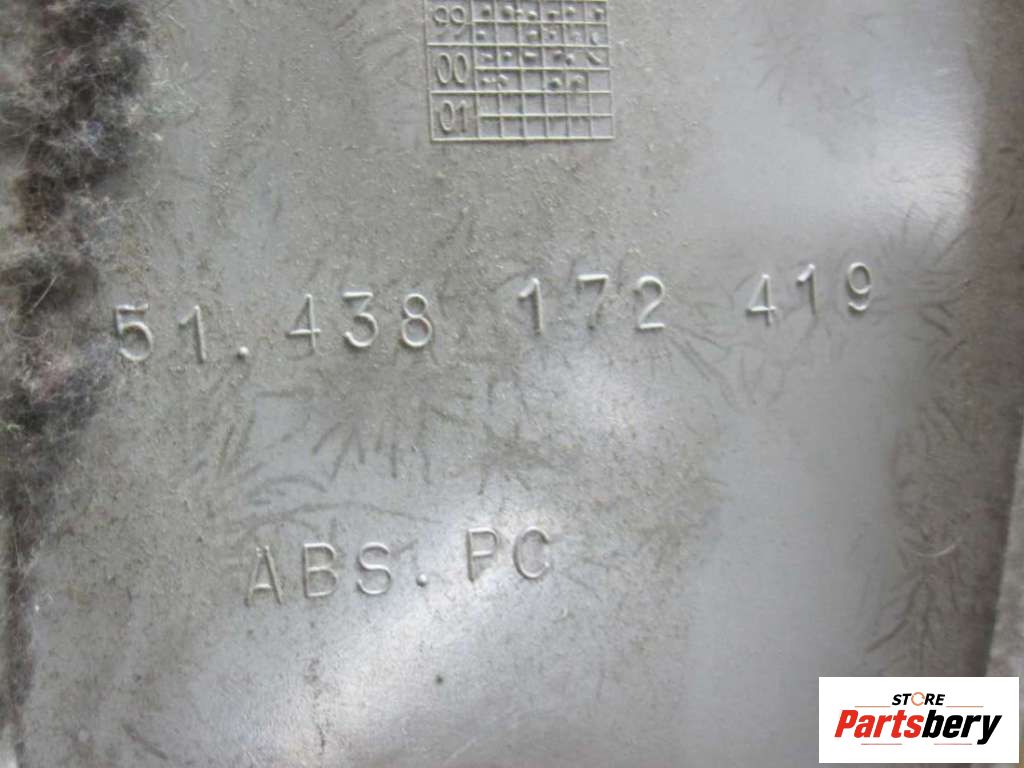 99
00
01
51.438 172 419
ABS.PC
STORE
Partsbery